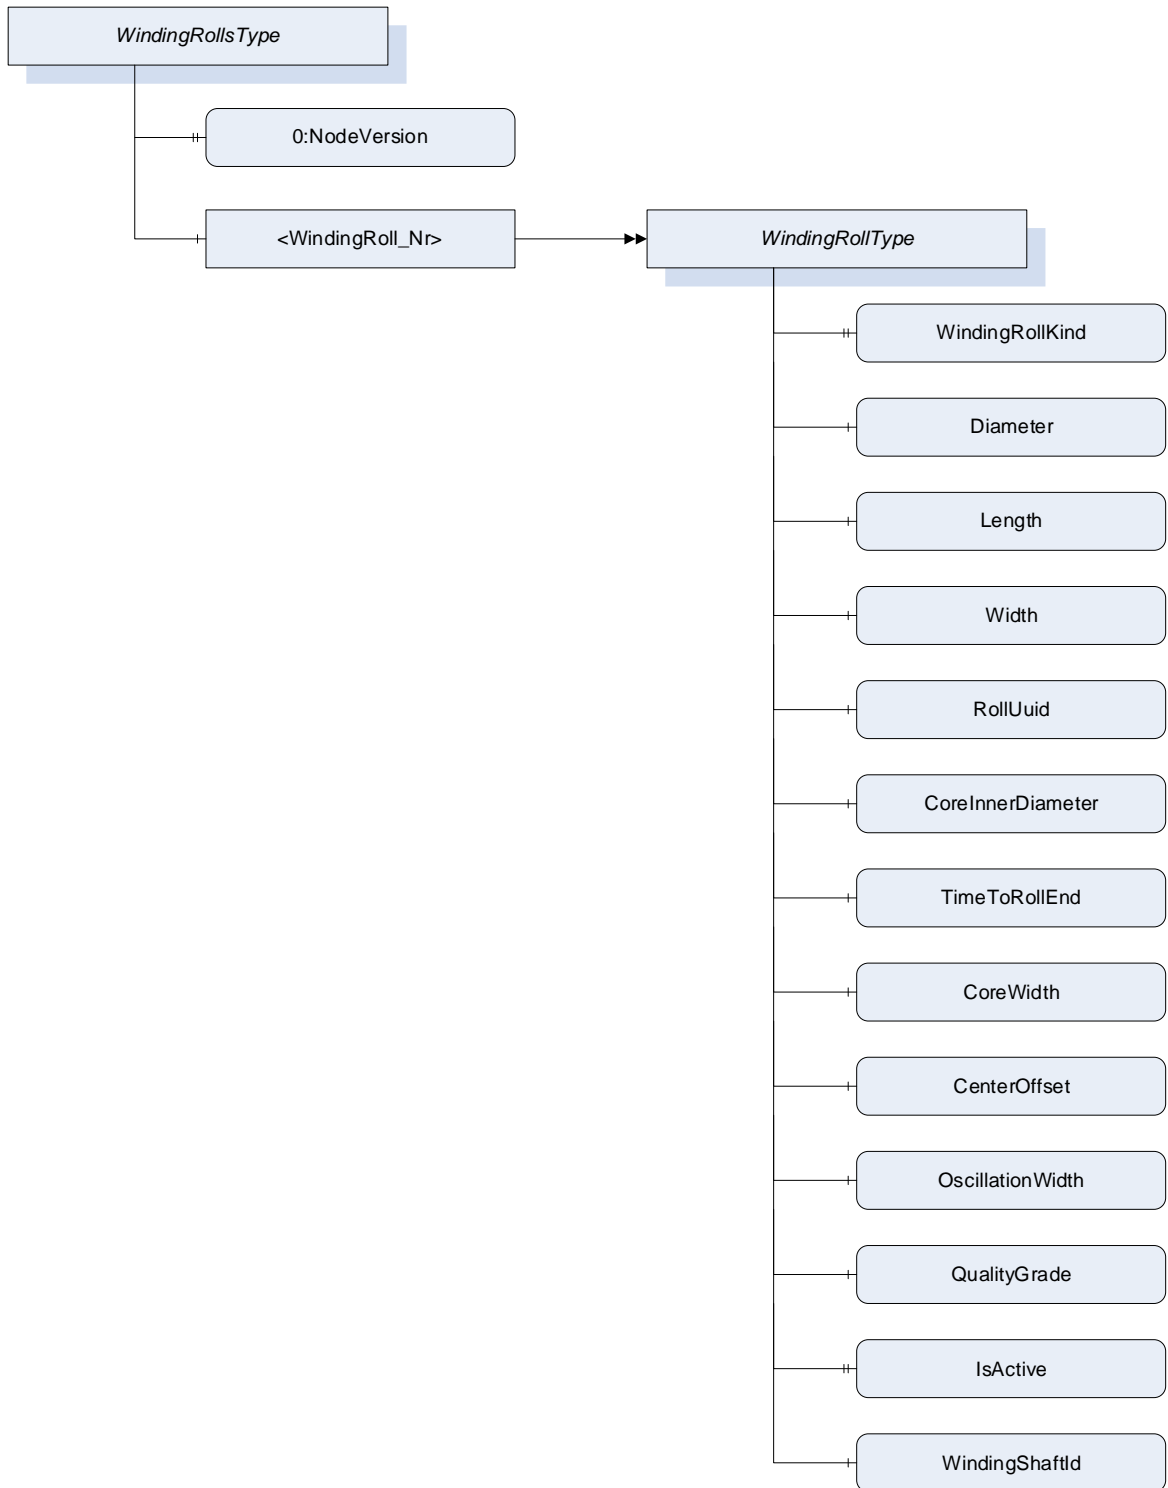 WindingRollsType
0:NodeVersion
<WindingRoll_Nr>
WindingRollType
WindingRollKind
Diameter
Length
Width
RollUuid
CoreInnerDiameter
TimeToRollEnd
CoreWidth
CenterOffset
OscillationWidth
QualityGrade
IsActive
WindingShaftId